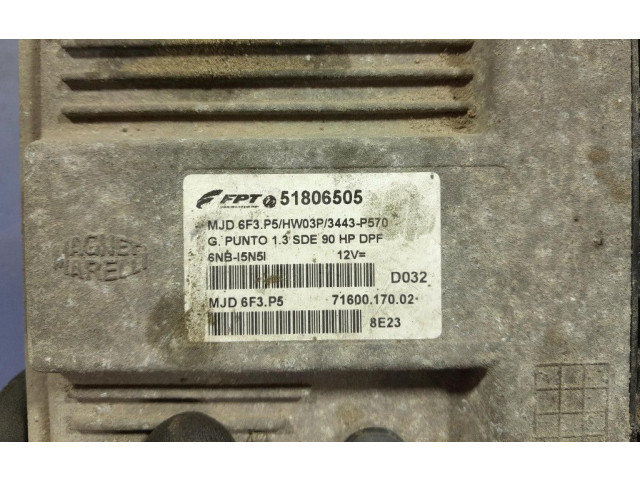 FPT 51806505
MJD 6F3.P5/HW03P/3443-P570
G. PUNTO 1.3 SDE 90 HP DPF
6NB-I5N5I 12V=
D032
MJD 6F3.P5 71600.170.02
8E23
MAGNETI
MARELLI